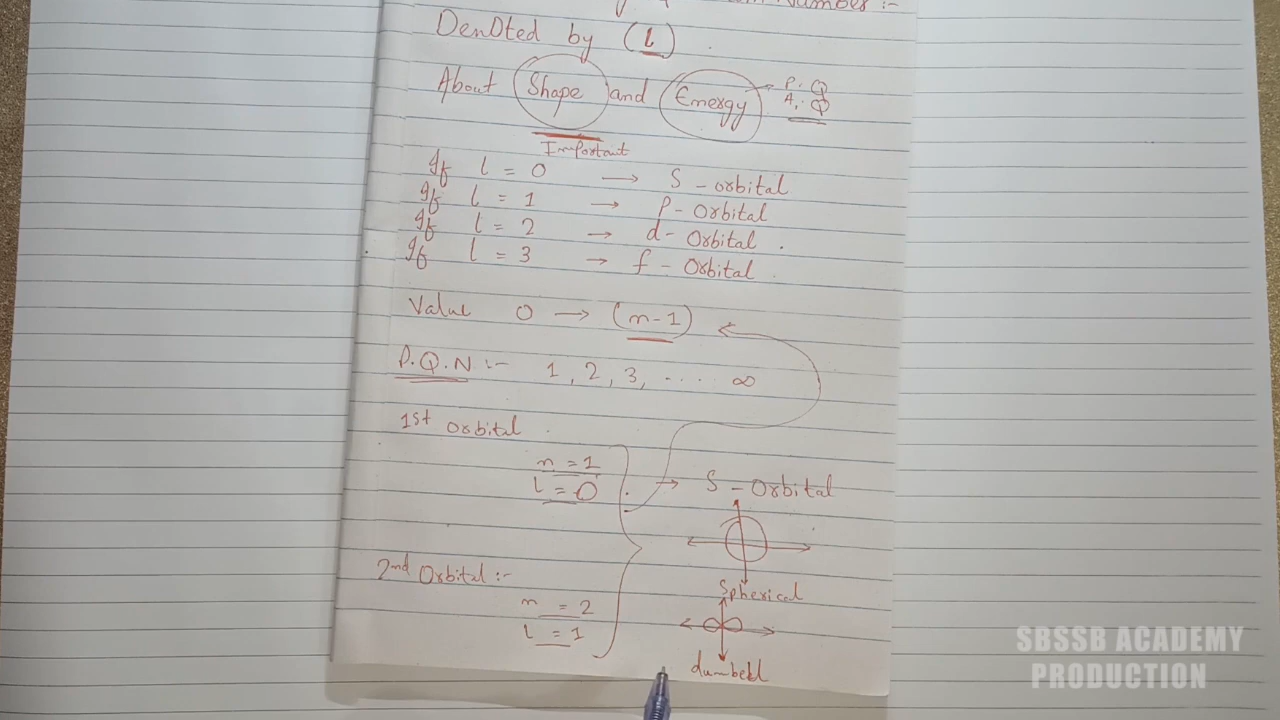 Number :-
Denoted by (l) .
About Shape and Energy
P. Q
A. Q
Important
If l = 0 → S - orbital
If l = 1 → P - Orbital
If l = 2 → d - Orbital .
If l = 3 → f - Orbital .
Value 0 → (n-1)
P.Q.N :- 1, 2, 3, .... ∞
1st orbital .
n = 1
l = 0 → S - Orbital
Spherical
2nd Orbital :-
n = 2
l = 1
dumbell
SBSSB ACADEMY
PRODUCTION